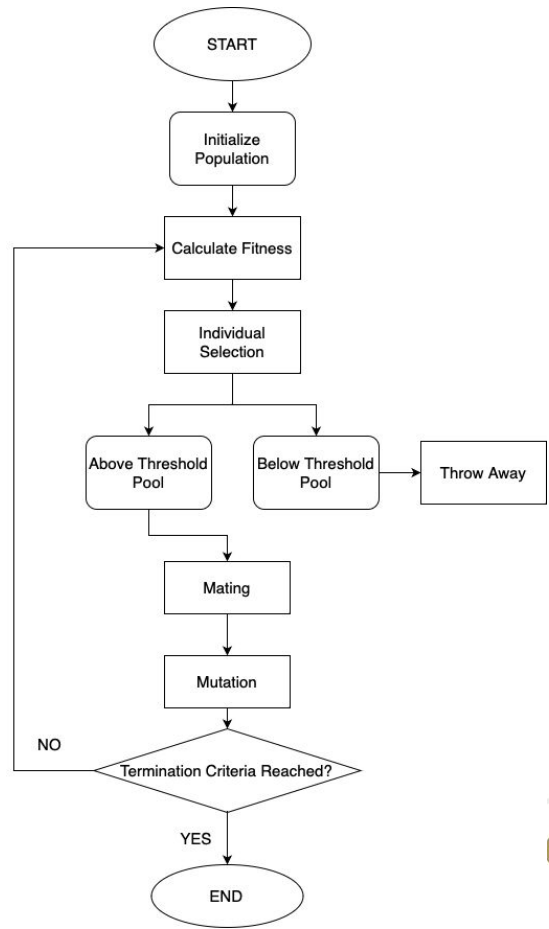 START
Initialize
Population
Calculate Fitness
Individual
Selection
Above Threshold
Pool
Below Threshold
Pool
Throw Away
Mating
Mutation
NO
Termination Criteria Reached?
YES
END